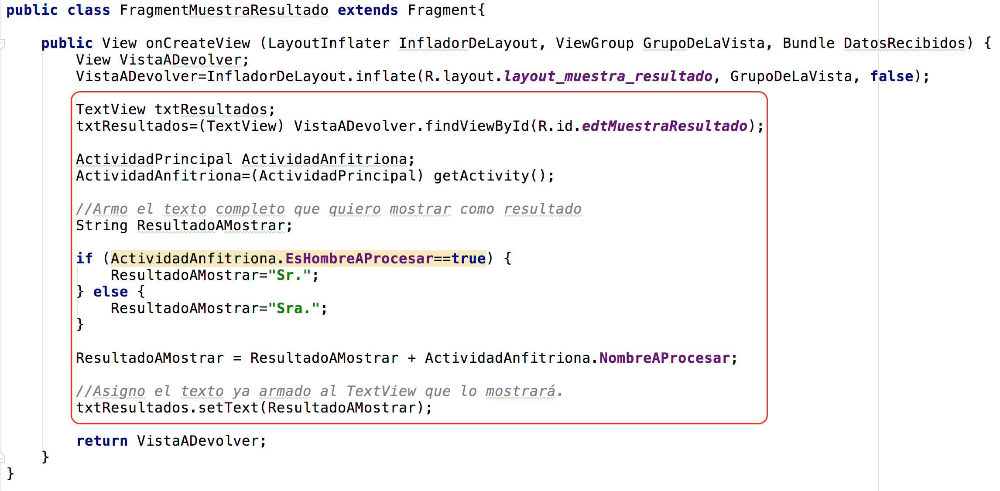 public class FragmentMuestraResultado extends Fragment{
public View onCreateView (LayoutInflater InfladorDeLayout, ViewGroup GrupoDeLaVista, Bundle DatosRecibidos) {
View VistaADevolver;
VistaADevolver=InfladorDeLayout.inflate(R.layout.layout_muestra_resultado, GrupoDeLaVista, false);
TextView txtResultados;
txtResultados=(TextView) VistaADevolver.findViewById(R.id.edtMuestraResultado);
ActividadPrincipal ActividadAnfitriona;
ActividadAnfitriona=(ActividadPrincipal) getActivity();
//Armo el texto completo que quiero mostrar como resultado
String ResultadoAMostrar;
if (ActividadAnfitriona.EsHombreAProcesar==true) {
ResultadoAMostrar="Sr.";
} else {
ResultadoAMostrar="Sra.";
}
ResultadoAMostrar = ResultadoAMostrar + ActividadAnfitriona.NombreAProcesar;
//Asigno el texto ya armado al TextView que lo mostrará.
txtResultados.setText(ResultadoAMostrar);
return VistaADevolver;
}
}